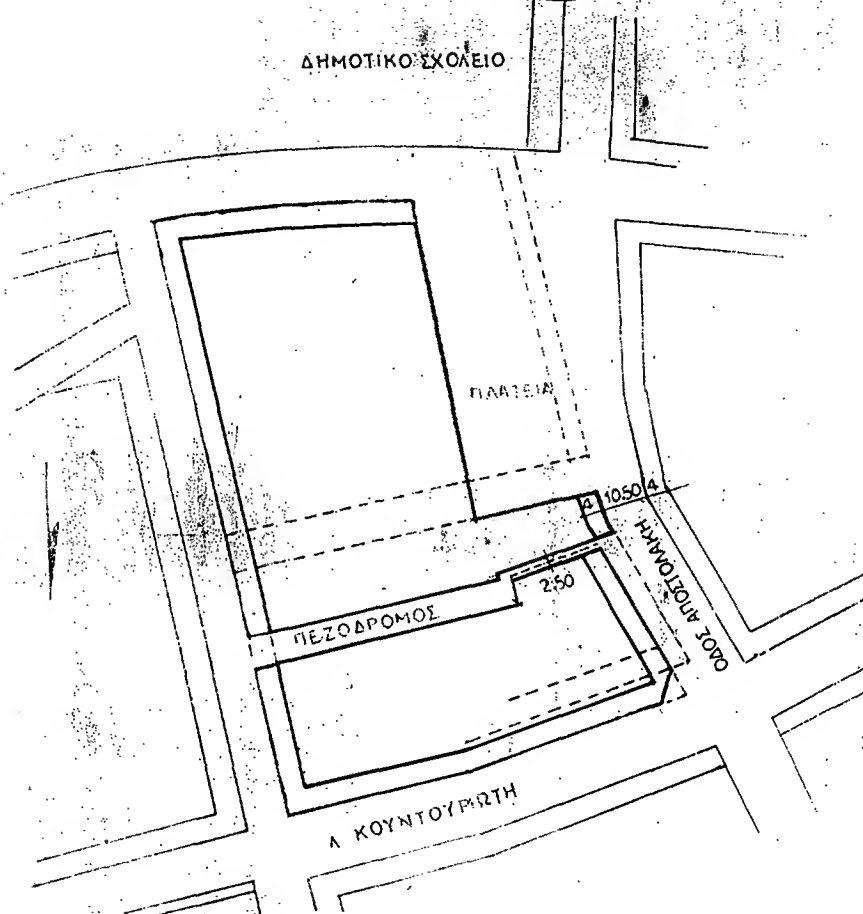 ΔΗΜΟΤΙΚΟ ΣΧΟΛΕΙΟ
ΠΛΑΤΕΙΑ
4 10.50 4
ΟΔΟΣ ΑΠΟΣΤΟΛΑΚΗ
2.50
ΠΕΖΟΔΡΟΜΟΣ
Λ ΚΟΥΝΤΟΥΡΙΩΤΗ